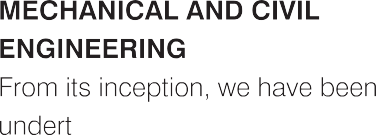 MECHANICAL AND CIVIL
ENGINEERING
From its inception, we have been
undert